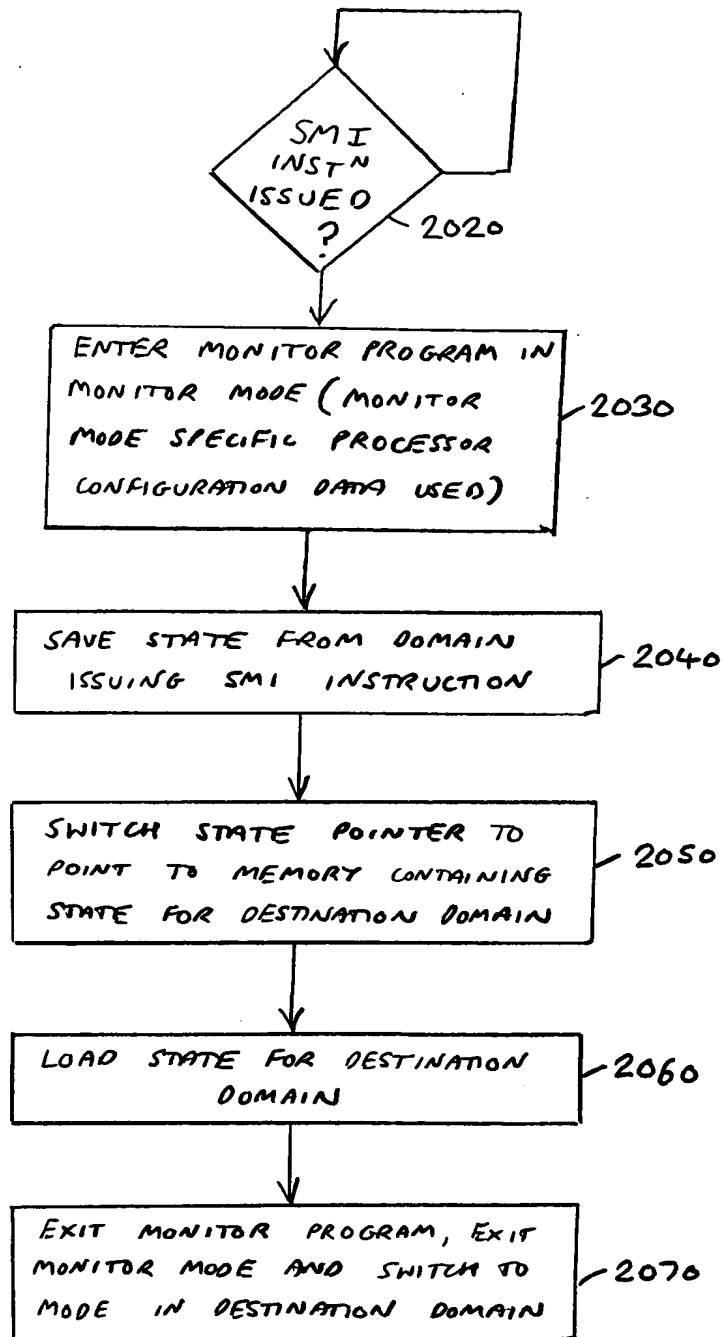 SMI
INSTN
ISSUED
?
2020
ENTER MONITOR PROGRAM IN
MONITOR MODE (MONITOR
MODE SPECIFIC PROCESSOR
CONFIGURATION DATA USED)
2030
SAVE STATE FROM DOMAIN
ISSUING SMI INSTRUCTION
2040
SWITCH STATE POINTER TO
POINT TO MEMORY CONTAINING
STATE FOR DESTINATION DOMAIN
2050
LOAD STATE FOR DESTINATION
DOMAIN
2060
EXIT MONITOR PROGRAM, EXIT
MONITOR MODE AND SWITCH TO
MODE IN DESTINATION DOMAIN
2070